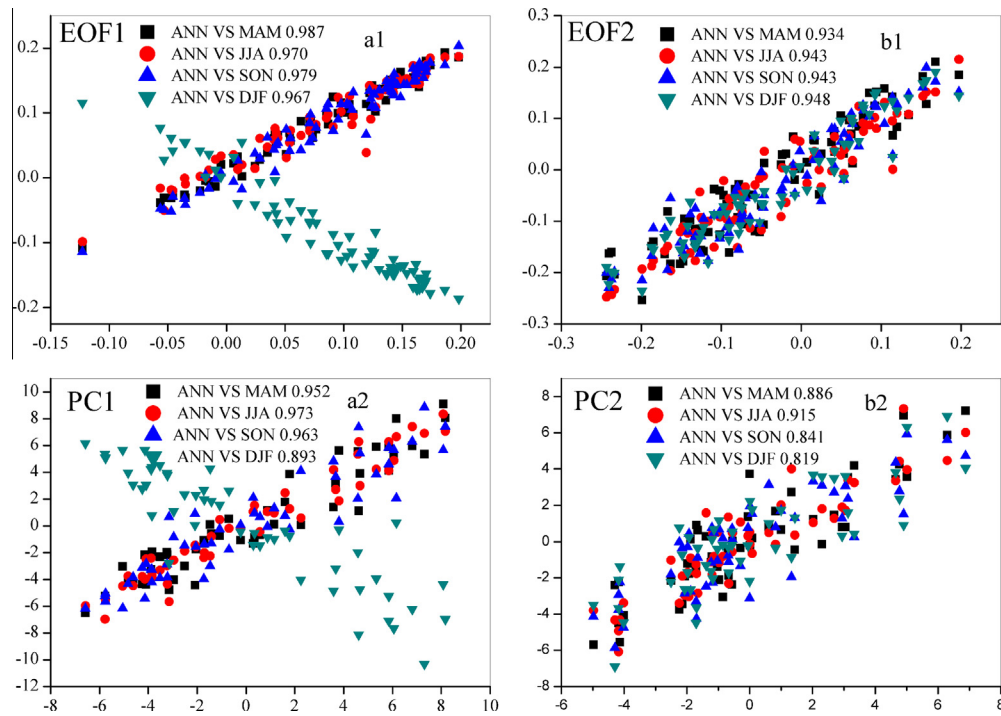 EOF1
a1
ANN VS MAM 0.987
ANN VS JJA 0.970
ANN VS SON 0.979
ANN VS DJF 0.967
0.2
0.1
0.0
-0.1
-0.2
-0.15 -0.10 -0.05 0.00 0.05 0.10 0.15 0.20
EOF2
b1
ANN VS MAM 0.934
ANN VS JJA 0.943
ANN VS SON 0.943
ANN VS DJF 0.948
0.3
0.2
0.1
0.0
-0.1
-0.2
-0.3
-0.3 -0.2 -0.1 0.0 0.1 0.2
PC1
a2
ANN VS MAM 0.952
ANN VS JJA 0.973
ANN VS SON 0.963
ANN VS DJF 0.893
10
8
6
4
2
0
-2
-4
-6
-8
-10
-12
-8 -6 -4 -2 0 2 4 6 8 10
PC2
b2
ANN VS MAM 0.886
ANN VS JJA 0.915
ANN VS SON 0.841
ANN VS DJF 0.819
8
6
4
2
0
-2
-4
-6
-8
-6 -4 -2 0 2 4 6 8